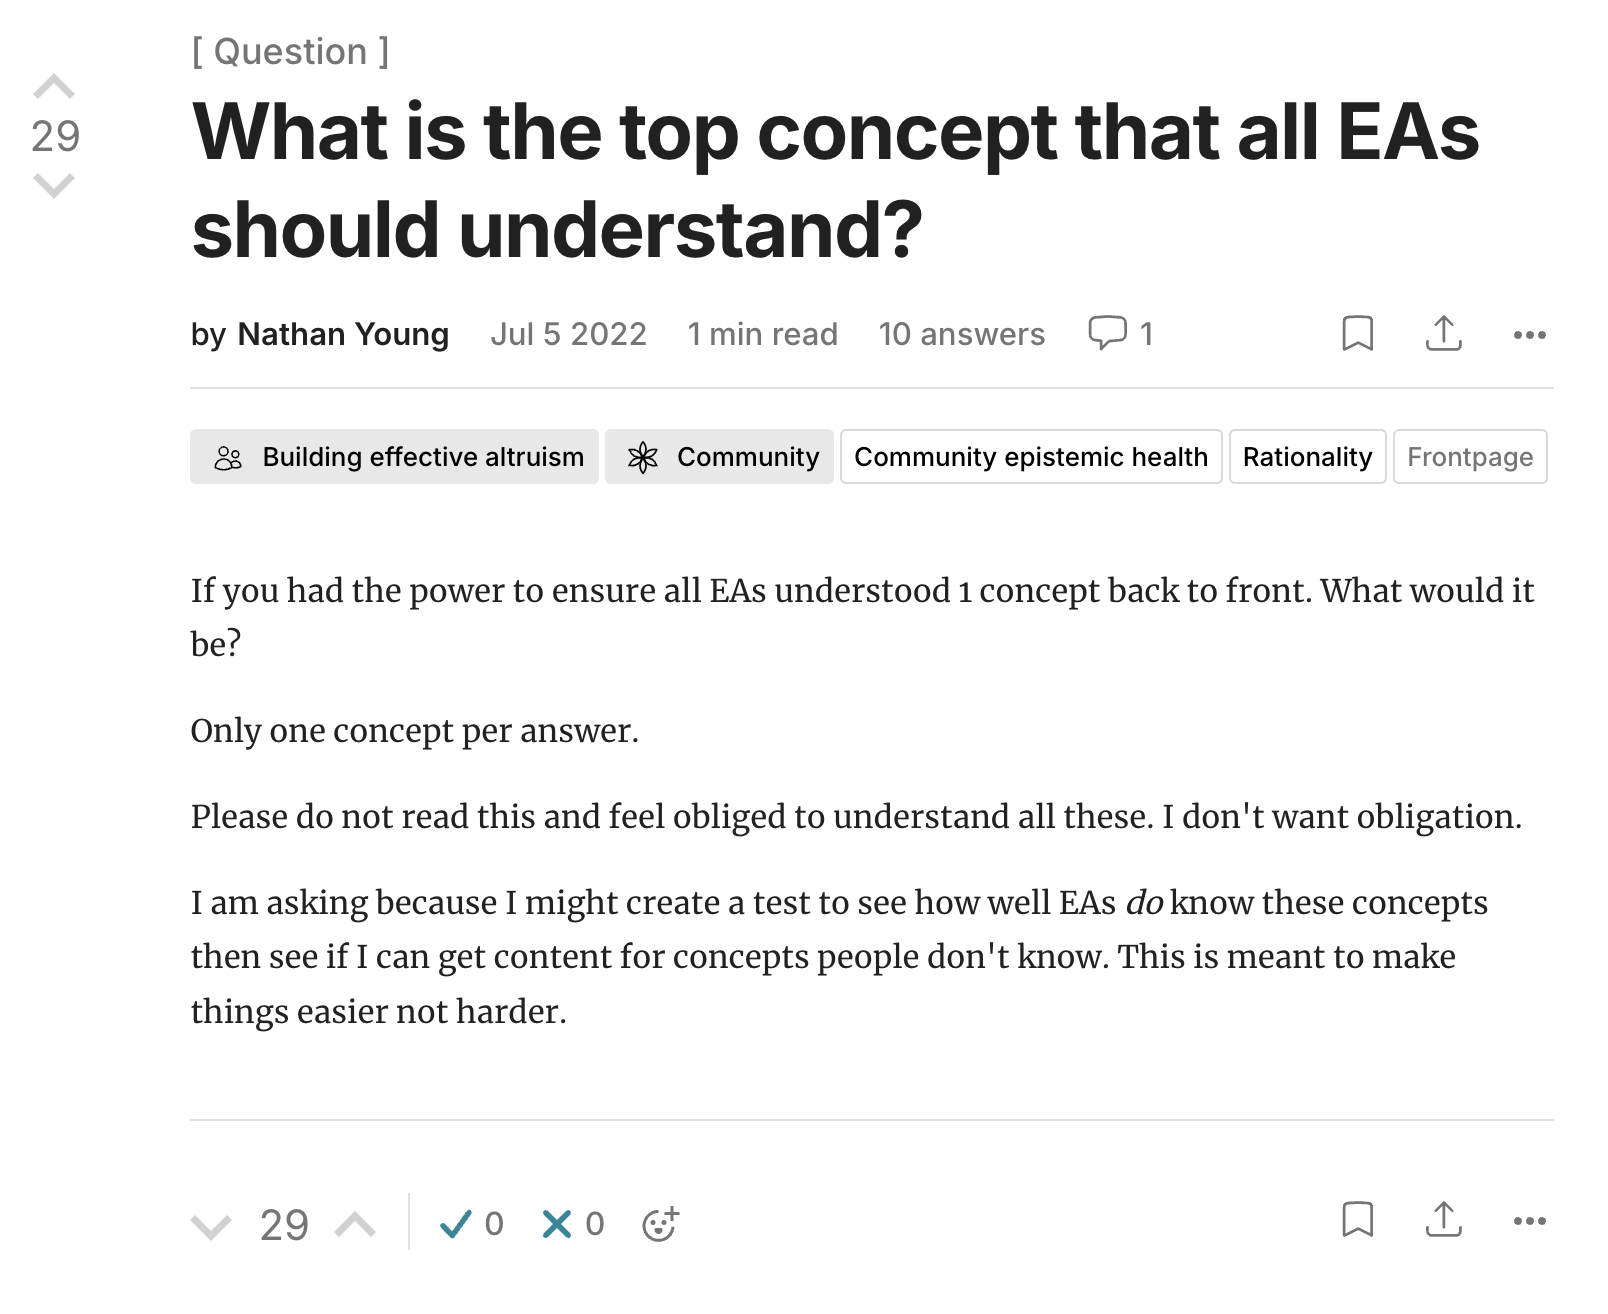 [ Question ]
29
What is the top concept that all EAs
should understand?
by Nathan Young Jul 5 2022 1 min read 10 answers 1
Building effective altruism Community Community epistemic health Rationality Frontpage
If you had the power to ensure all EAs understood 1 concept back to front. What would it
be?
Only one concept per answer.
Please do not read this and feel obliged to understand all these. I don't want obligation.
I am asking because I might create a test to see how well EAs do know these concepts
then see if I can get content for concepts people don't know. This is meant to make
things easier not harder.
29 0 0